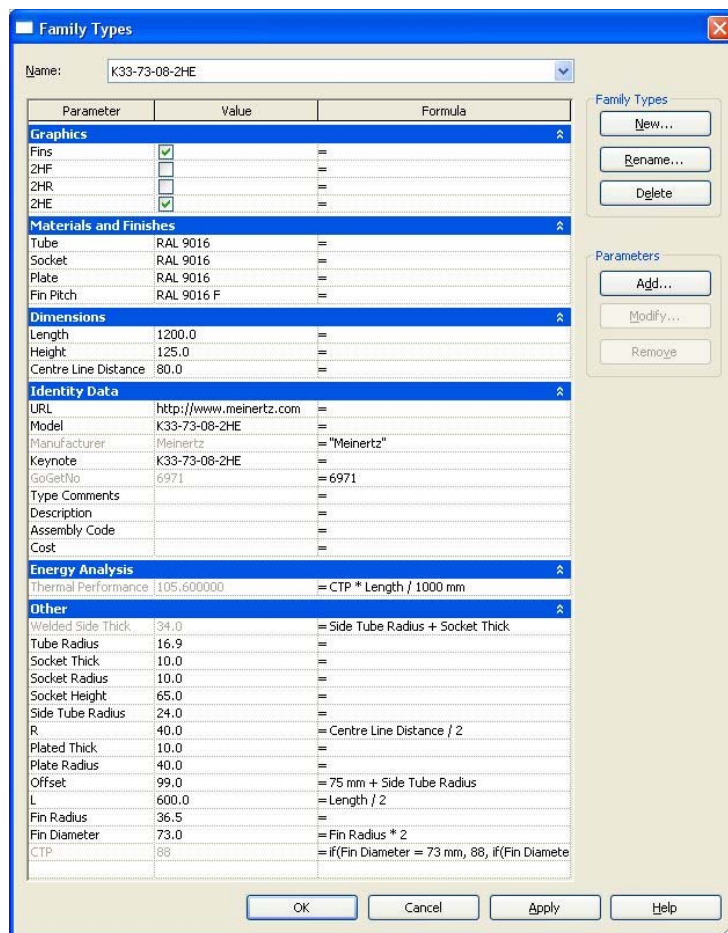 Family Types
Name: K33-73-08-2HE
Parameter Value Formula
Graphics
Fins =
2HF =
2HR =
2HE =
Materials and Finishes
Tube RAL 9016 =
Socket RAL 9016 =
Plate RAL 9016 =
Fin Pitch RAL 9016 F =
Dimensions
Length 1200.0 =
Height 125.0 =
Centre Line Distance 80.0 =
Identity Data
URL http://www.meinertz.com =
Model K33-73-08-2HE =
Manufacturer Meinertz = "Meinertz"
Keynote K33-73-08-2HE =
GoGetNo 6971 = 6971
Type Comments =
Description =
Assembly Code =
Cost =
Energy Analysis
Thermal Performance 105.600000 = CTP * Length / 1000 mm
Other
Welded Side Thick 34.0 = Side Tube Radius + Socket Thick
Tube Radius 16.9 =
Socket Thick 10.0 =
Socket Radius 10.0 =
Socket Height 65.0 =
Side Tube Radius 24.0 =
R 40.0 = Centre Line Distance / 2
Plated Thick 10.0 =
Plate Radius 40.0 =
Offset 99.0 = 75 mm + Side Tube Radius
L 600.0 = Length / 2
Fin Radius 36.5 =
Fin Diameter 73.0 = Fin Radius * 2
CTP 88 = if(Fin Diameter = 73 mm, 88, if(Fin Diamete
Family Types
New...
Rename...
Delete
Parameters
Add...
Modify...
Remove
OK Cancel Apply Help